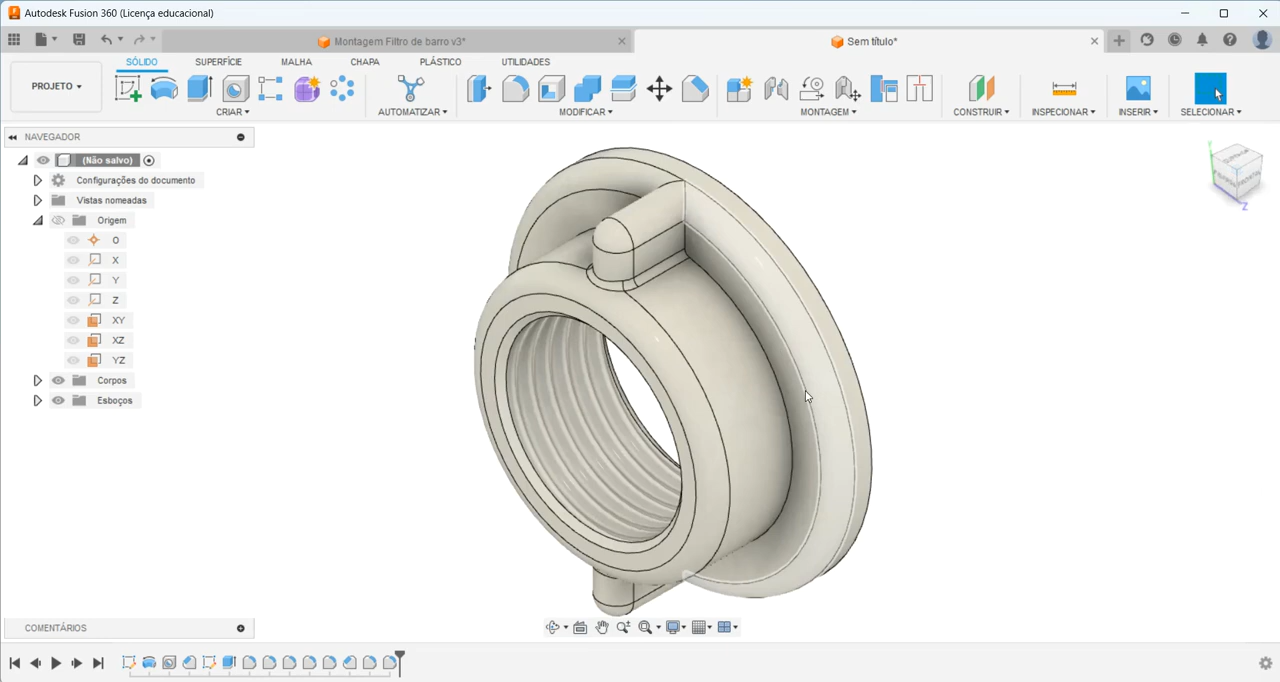 Autodesk Fusion 360 (Licença educacional)
Montagem Filtro de barro v3*
Sem título*
SÓLIDO SUPERFÍCIE MALHA CHAPA PLÁSTICO UTILIDADES
PROJETO
CRIAR AUTOMATIZAR MODIFICAR MONTAGEM CONSTRUIR INSPECIONAR INSERIR SELECIONAR
NAVEGADOR
(Não salvo)
Configurações do documento
Vistas nomeadas
Origem
O
X
Y
Z
XY
XZ
YZ
Corpos
Esboços
Y
Z
COMENTÁRIOS